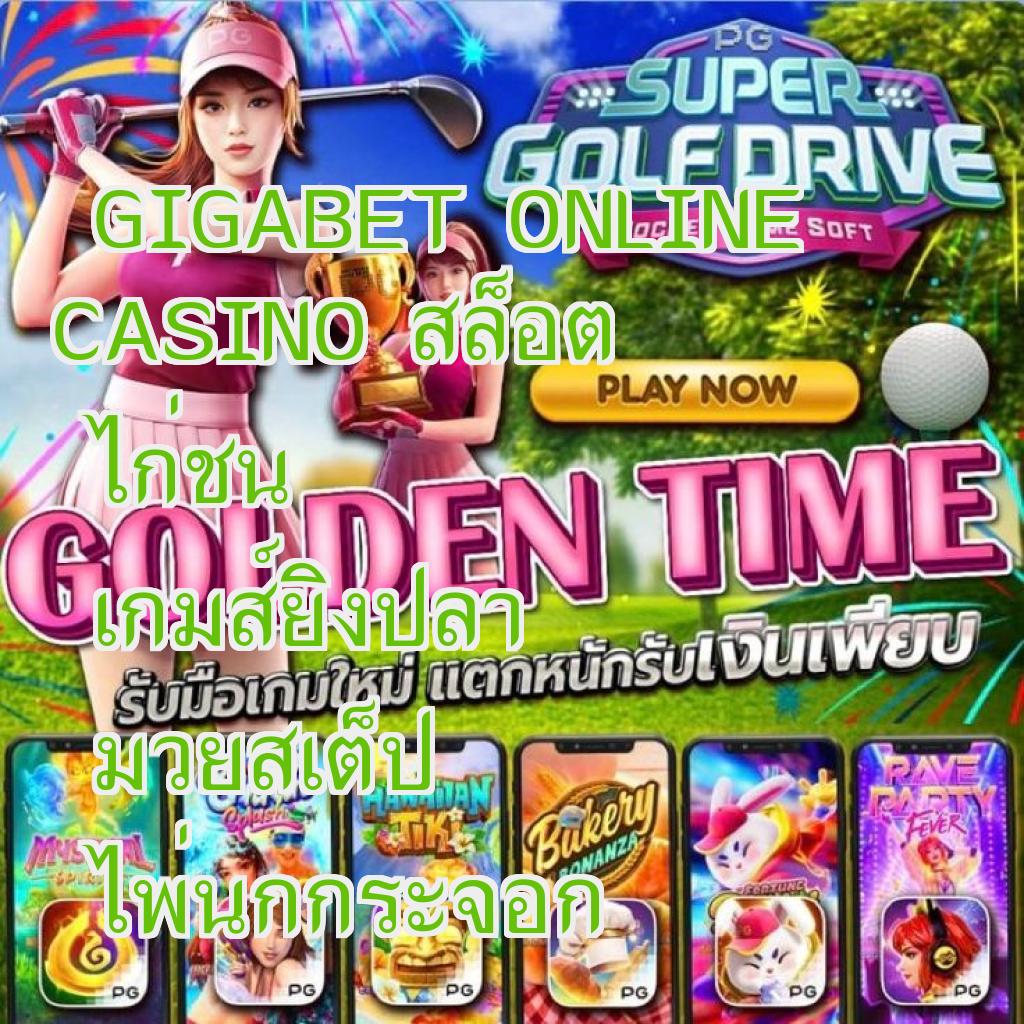 PG
PG
SUPER
GOLF DRIVE
SOFT
GIGABET ONLINE
CASINO สล็อต
PLAY NOW
ไก่ชน
GOLDEN TIME
เกมส์ยิงปลา
รับมือเกมใหม่ แตกหนักรับเงินเพียบ
มวยสเต็ป
HAWAIIAN
TIKI
Bakery
BONANZA
RAVE
PARTY
FEVER
MYSTICAL
Splash
ไพ่นกกระจอก
FORTUNE
PG
PG
PG
PG
PG
PG